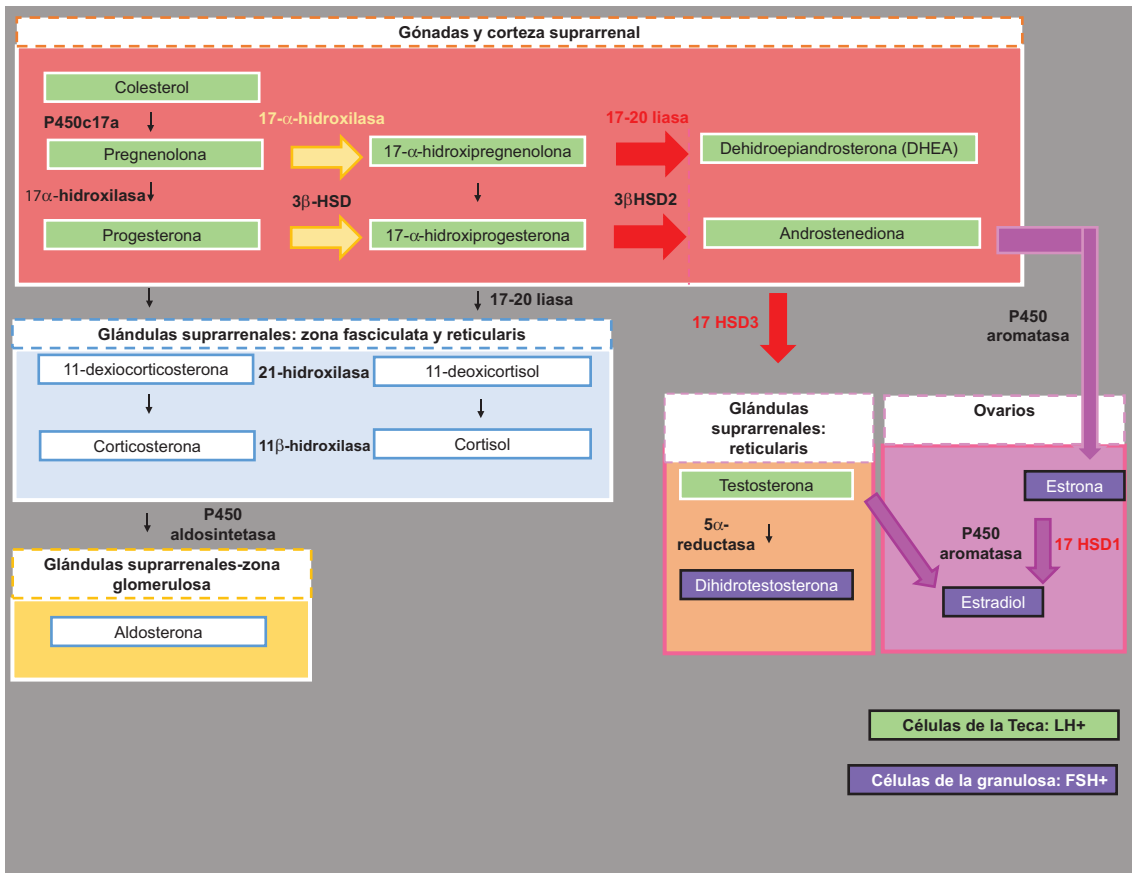 Gónadas y corteza suprarrenal
Colesterol
P450c17a
17-α-hidroxilasa
17-20 liasa
Pregnenolona
17-α-hidroxipregnenolona
Dehidroepiandrosterona (DHEA)
17α-hidroxilasa
3β-HSD
3βHSD2
Progesterona
17-α-hidroxiprogesterona
Androstenediona
17-20 liasa
17 HSD3
P450
aromatasa
Glándulas suprarrenales: zona fasciculata y reticularis
11-dexiocorticosterona
21-hidroxilasa
11-deoxicortisol
Corticosterona
11β-hidroxilasa
Cortisol
P450
aldosintetasa
Glándulas suprarrenales-zona
glomerulosa
Aldosterona
Glándulas
suprarrenales:
reticularis
Testosterona
5α-
reductasa
Dihidrotestosterona
Ovarios
Estrona
P450
aromatasa
17 HSD1
Estradiol
Células de la Teca: LH+
Células de la granulosa: FSH+